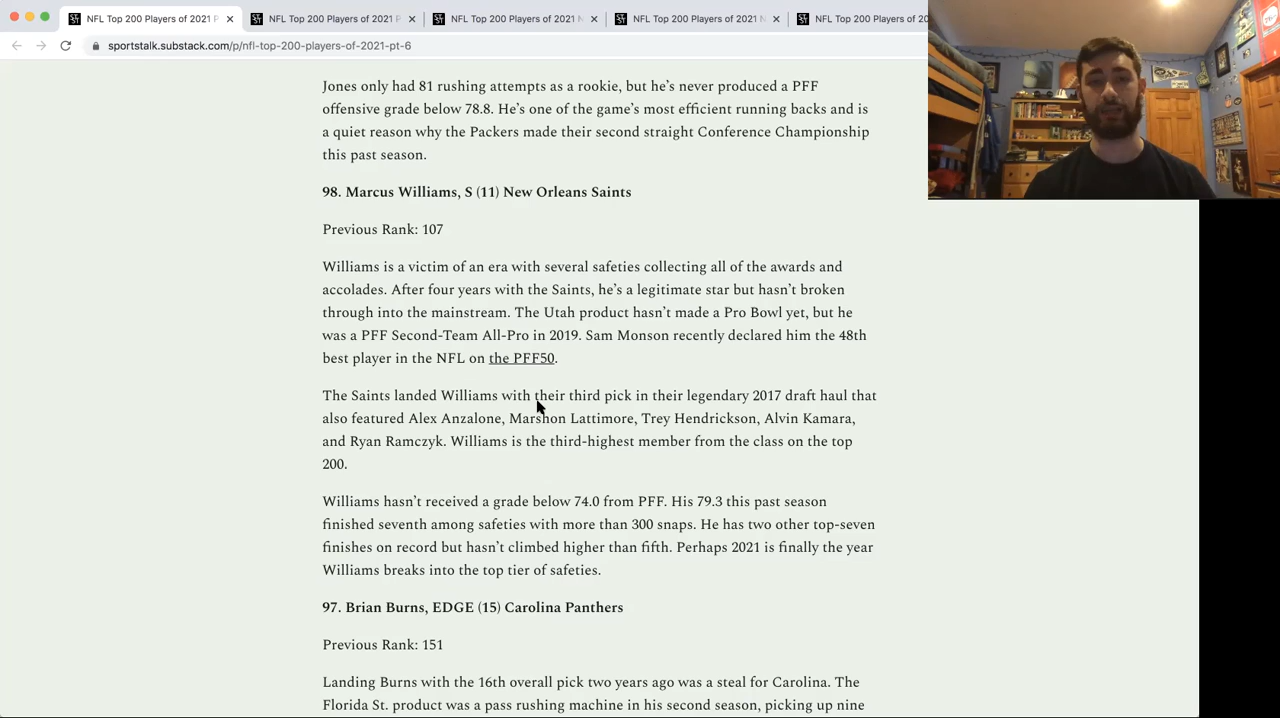 NFL Top 200 Players of 2021 P
NFL Top 200 Players of 2021 P
NFL Top 200 Players of 2021 N
NFL Top 200 Players of 2021 N
NFL Top 200 Players of 20
sportstalk.substack.com/p/nfl-top-200-players-of-2021-pt-6
Jones only had 81 rushing attempts as a rookie, but he’s never produced a PFF
offensive grade below 78.8. He’s one of the game’s most efficient running backs and is
a quiet reason why the Packers made their second straight Conference Championship
this past season.
98. Marcus Williams, S (11) New Orleans Saints
Previous Rank: 107
Williams is a victim of an era with several safeties collecting all of the awards and
accolades. After four years with the Saints, he’s a legitimate star but hasn’t broken
through into the mainstream. The Utah product hasn’t made a Pro Bowl yet, but he
was a PFF Second-Team All-Pro in 2019. Sam Monson recently declared him the 48th
best player in the NFL on the PFF50.
The Saints landed Williams with their third pick in their legendary 2017 draft haul that
also featured Alex Anzalone, Marshon Lattimore, Trey Hendrickson, Alvin Kamara,
and Ryan Ramczyk. Williams is the third-highest member from the class on the top
200.
Williams hasn’t received a grade below 74.0 from PFF. His 79.3 this past season
finished seventh among safeties with more than 300 snaps. He has two other top-seven
finishes on record but hasn’t climbed higher than fifth. Perhaps 2021 is finally the year
Williams breaks into the top tier of safeties.
97. Brian Burns, EDGE (15) Carolina Panthers
Previous Rank: 151
Landing Burns with the 16th overall pick two years ago was a steal for Carolina. The
Florida St. product was a pass rushing machine in his second season, picking up nine